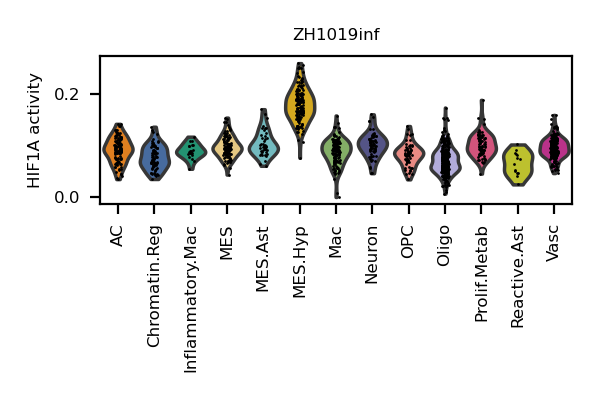 ZH1019inf
HIF1A activity
0.2
0.0
AC
Chromatin.Reg
Inflammatory.Mac
MES
MES.Ast
MES.Hyp
Mac
Neuron
OPC
Oligo
Prolif.Metab
Reactive.Ast
Vasc